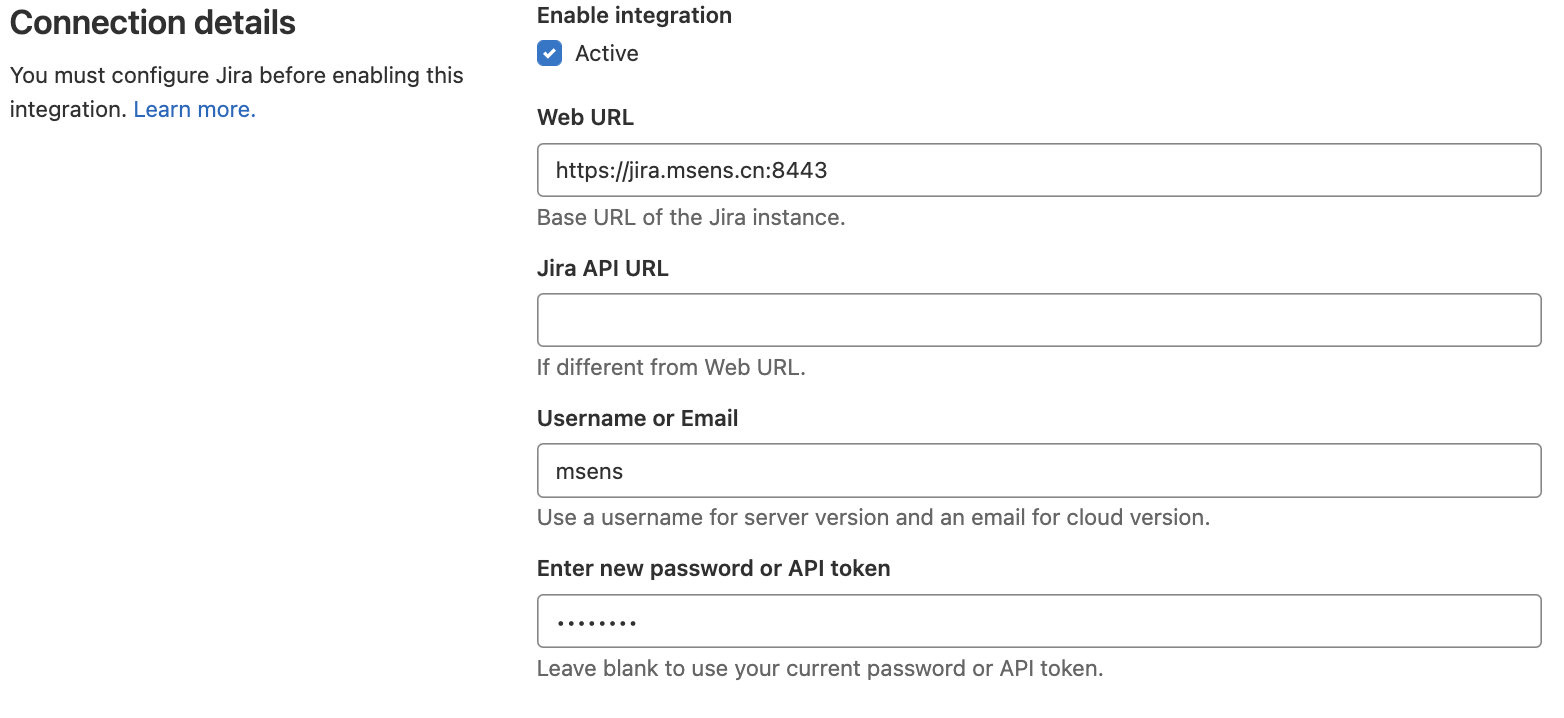 Connection details
You must configure Jira before enabling this
integration. Learn more.
Enable integration
Active
Web URL
https://jira.msens.cn:8443
Base URL of the Jira instance.
Jira API URL
If different from Web URL.
Username or Email
msens
Use a username for server version and an email for cloud version.
Enter new password or API token
••••••••
Leave blank to use your current password or API token.